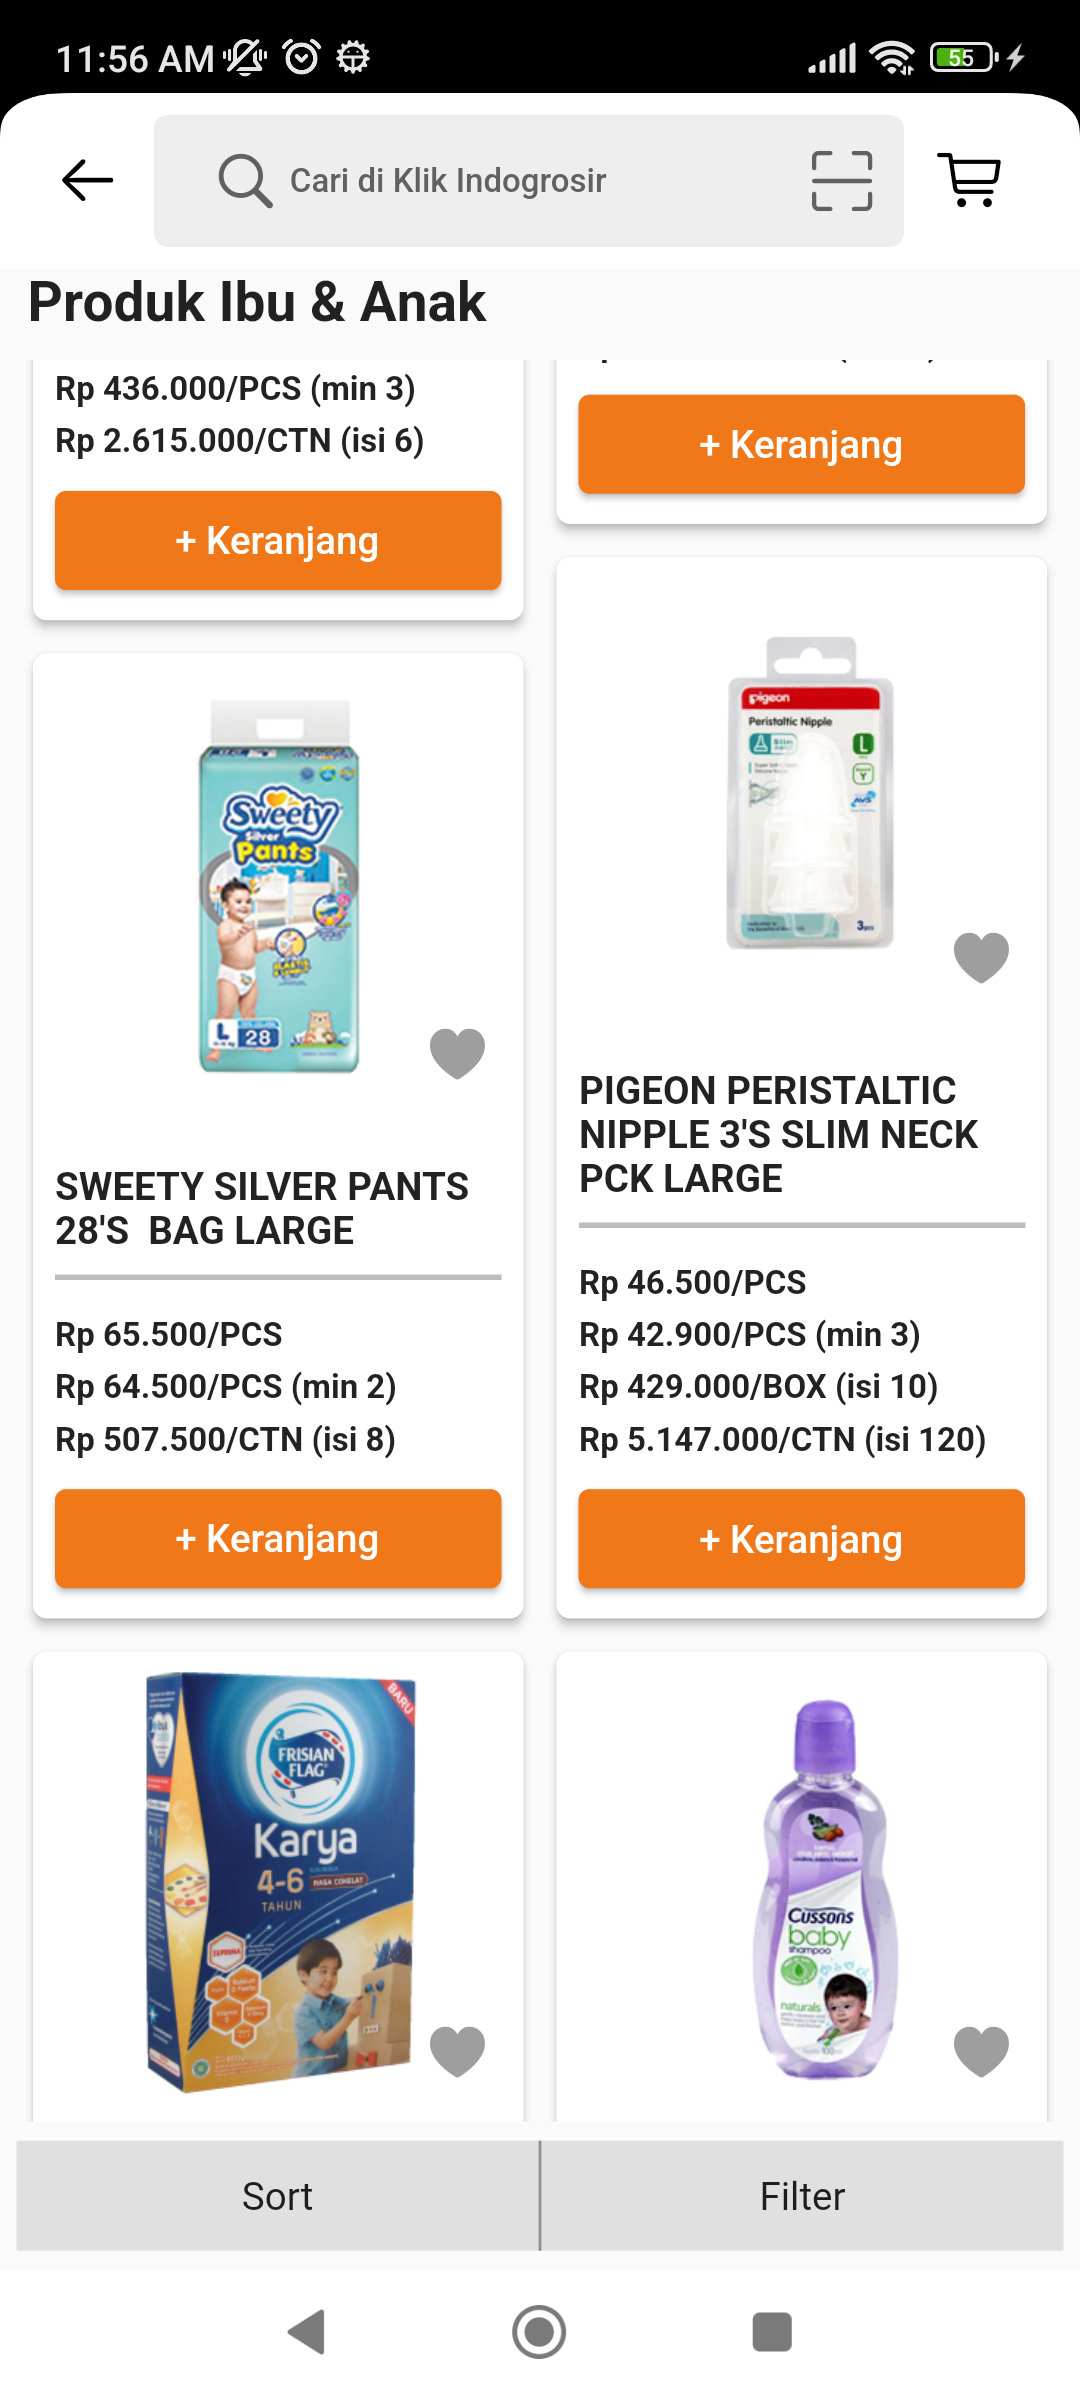 11:56 AM
55
Cari di Klik Indogrosir
Produk Ibu & Anak
Rp 436.000/PCS (min 3)
Rp 2.615.000/CTN (isi 6)
+ Keranjang
+ Keranjang
Sweety
Silver
Pants
L
28
SWEETY SILVER PANTS
28'S BAG LARGE
Rp 65.500/PCS
Rp 64.500/PCS (min 2)
Rp 507.500/CTN (isi 8)
+ Keranjang
pigeon
Peristaltic Nipple
Slim
L
Y
3pcs
PIGEON PERISTALTIC
NIPPLE 3'S SLIM NECK
PCK LARGE
Rp 46.500/PCS
Rp 42.900/PCS (min 3)
Rp 429.000/BOX (isi 10)
Rp 5.147.000/CTN (isi 120)
+ Keranjang
BARU
FRISIAN
FLAG
Karya
4-6
RASA COKELAT
TAHUN
Cussons
baby
shampoo
naturals
Sort
Filter